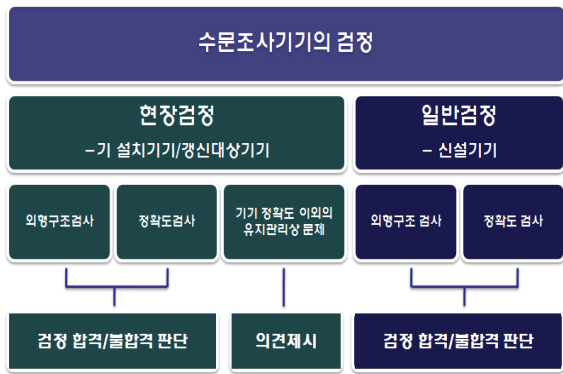 수문조사기기의 검정
현장검정
-기 설치기기/갱신대상기기
일반검정
- 신설기기
외형구조검사
정확도검사
기기 정확도 이외의
유지관리상 문제
외형구조 검사
정확도 검사
검정 합격/불합격 판단
의견제시
검정 합격/불합격 판단